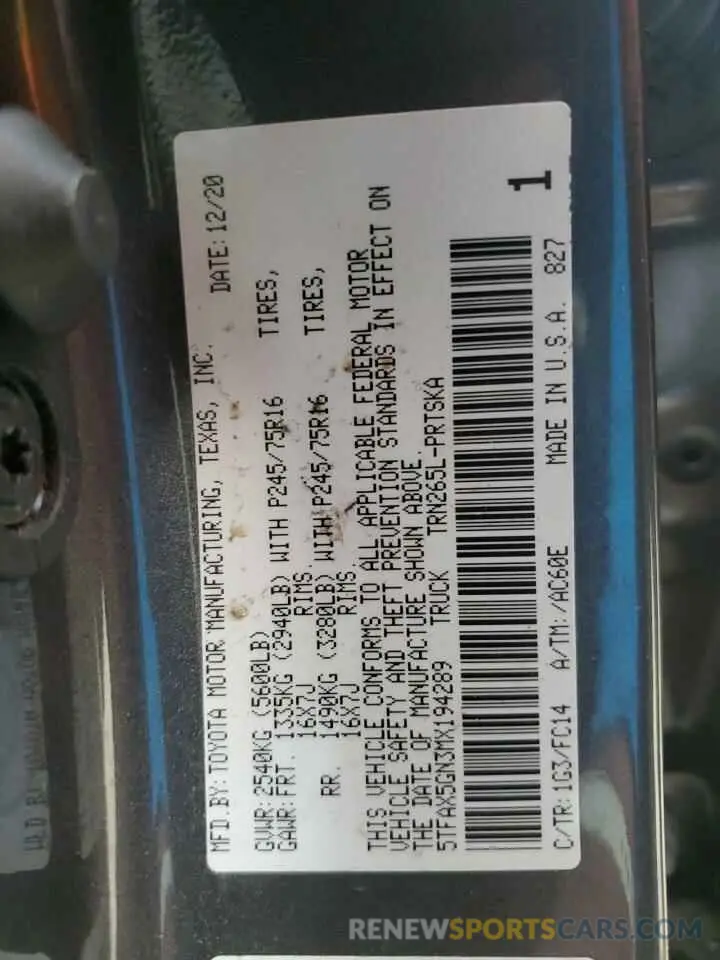 MFD.BY:TOYOTA MOTOR MANUFACTURING, TEXAS, INC. DATE:12/20
GVWR:2540KG (5600LB)
GAWR:FRT. 1335KG (2940LB) WITH P245/75R16 TIRES,
16X7J RIMS.
RR. 1490KG (3280LB) WITH P245/75R16 TIRES,
16X7J RIMS.
THIS VEHICLE CONFORMS TO ALL APPLICABLE FEDERAL MOTOR
VEHICLE SAFETY AND THEFT PREVENTION STANDARDS IN EFFECT ON
THE DATE OF MANUFACTURE SHOWN ABOVE.
5TFAX5GN3MX194289 TRUCK TRN265L-PRTSKA
1
C/TR:1G3/FC14 A/TM:/AC60E MADE IN U.S.A. 827
RENEWSPORTSCARS.COM